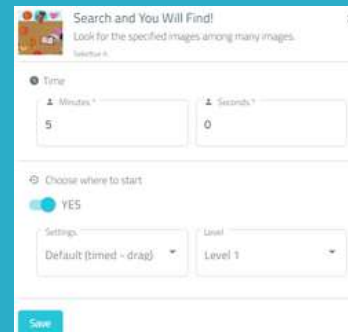 Search and You Will Find!
Look for the specified images among many images.
Selective A.
Time
Minutes *
Seconds *
5
0
Choose where to start
YES
Settings
Level
Default (timed - drag)
Level 1
Save